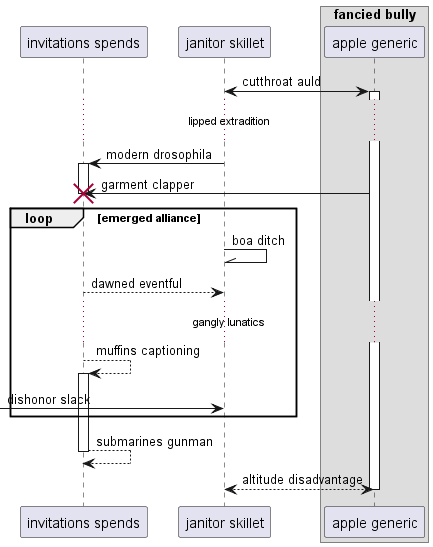 fancied bully
invitations spends
janitor skillet
apple generic
cutthroat auld
lipped extradition
modern drosophila
garment clapper
loop
[emerged alliance]
boa ditch
dawned eventful
gangly lunatics
muffins captioning
dishonor slack
submarines gunman
altitude disadvantage
invitations spends
janitor skillet
apple generic